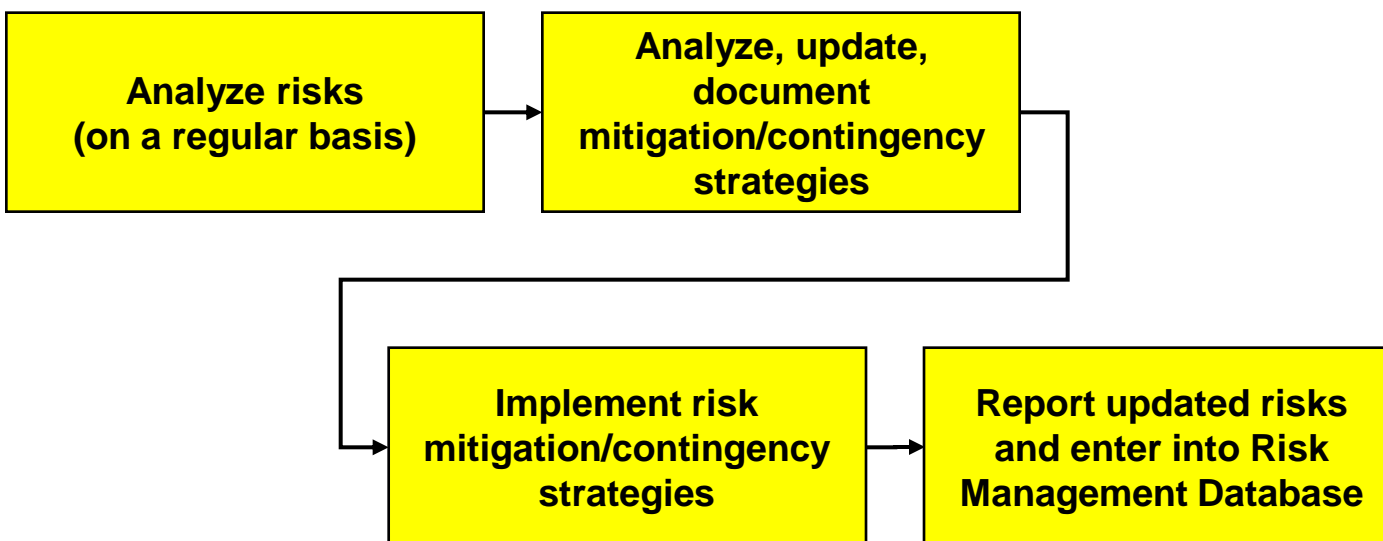 Analyze risks
(on a regular basis)
Analyze, update,
document
mitigation/contingency
strategies
Implement risk
mitigation/contingency
strategies
Report updated risks
and enter into Risk
Management Database